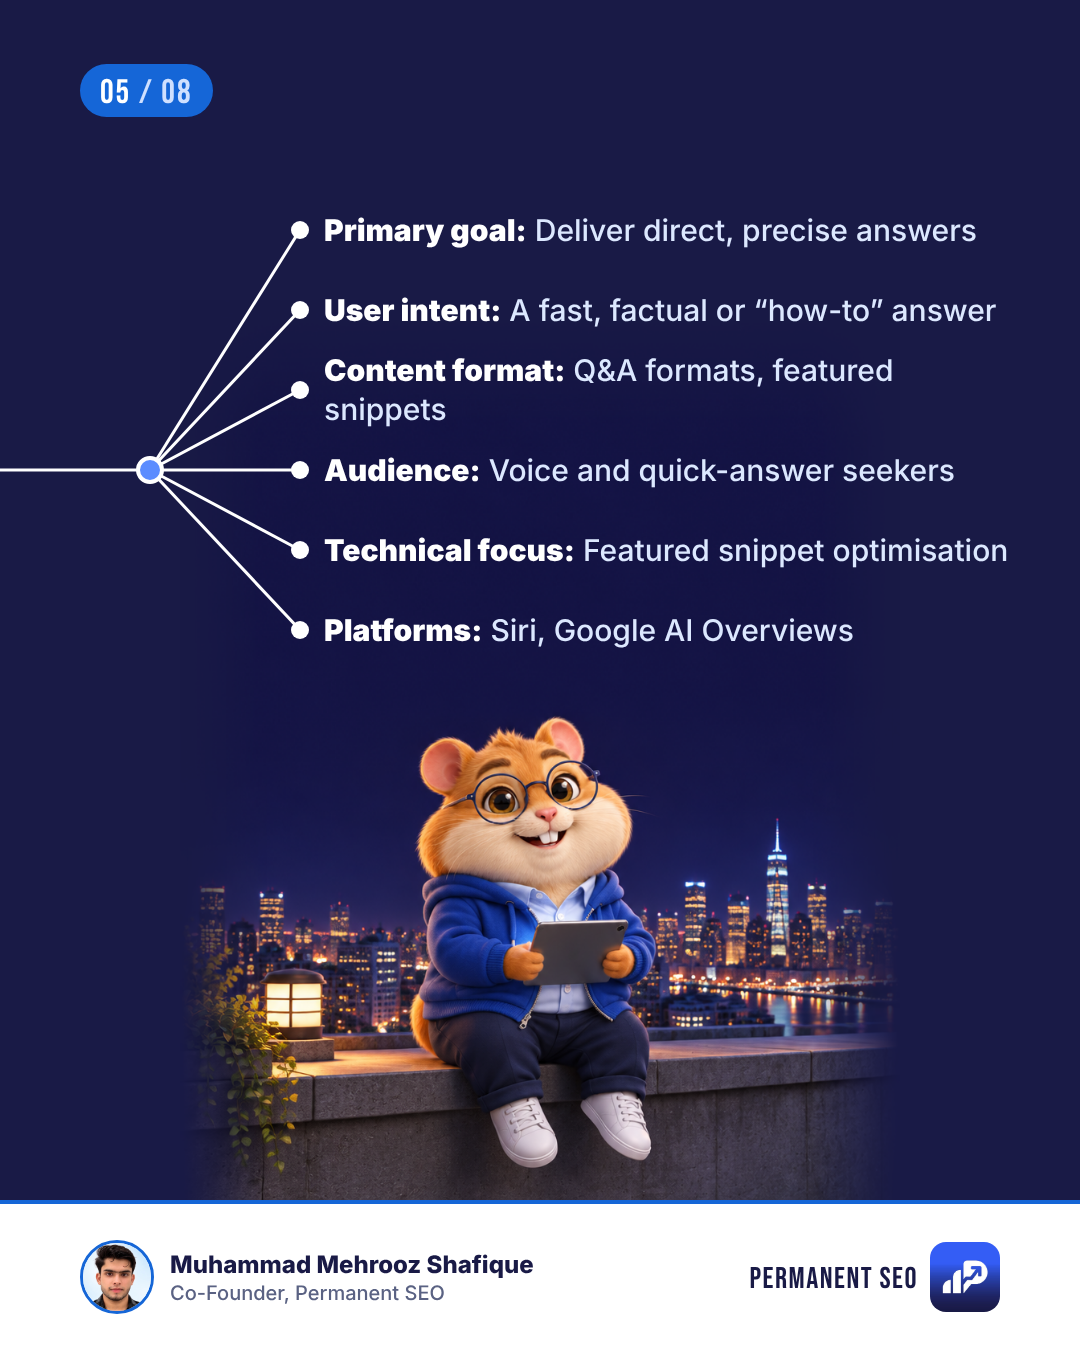 05 / 08
Primary goal: Deliver direct, precise answers
User intent: A fast, factual or “how-to” answer
Content format: Q&A formats, featured
snippets
Audience: Voice and quick-answer seekers
Technical focus: Featured snippet optimisation
Platforms: Siri, Google AI Overviews
Muhammad Mehrooz Shafique
Co-Founder, Permanent SEO
PERMANENT SEO